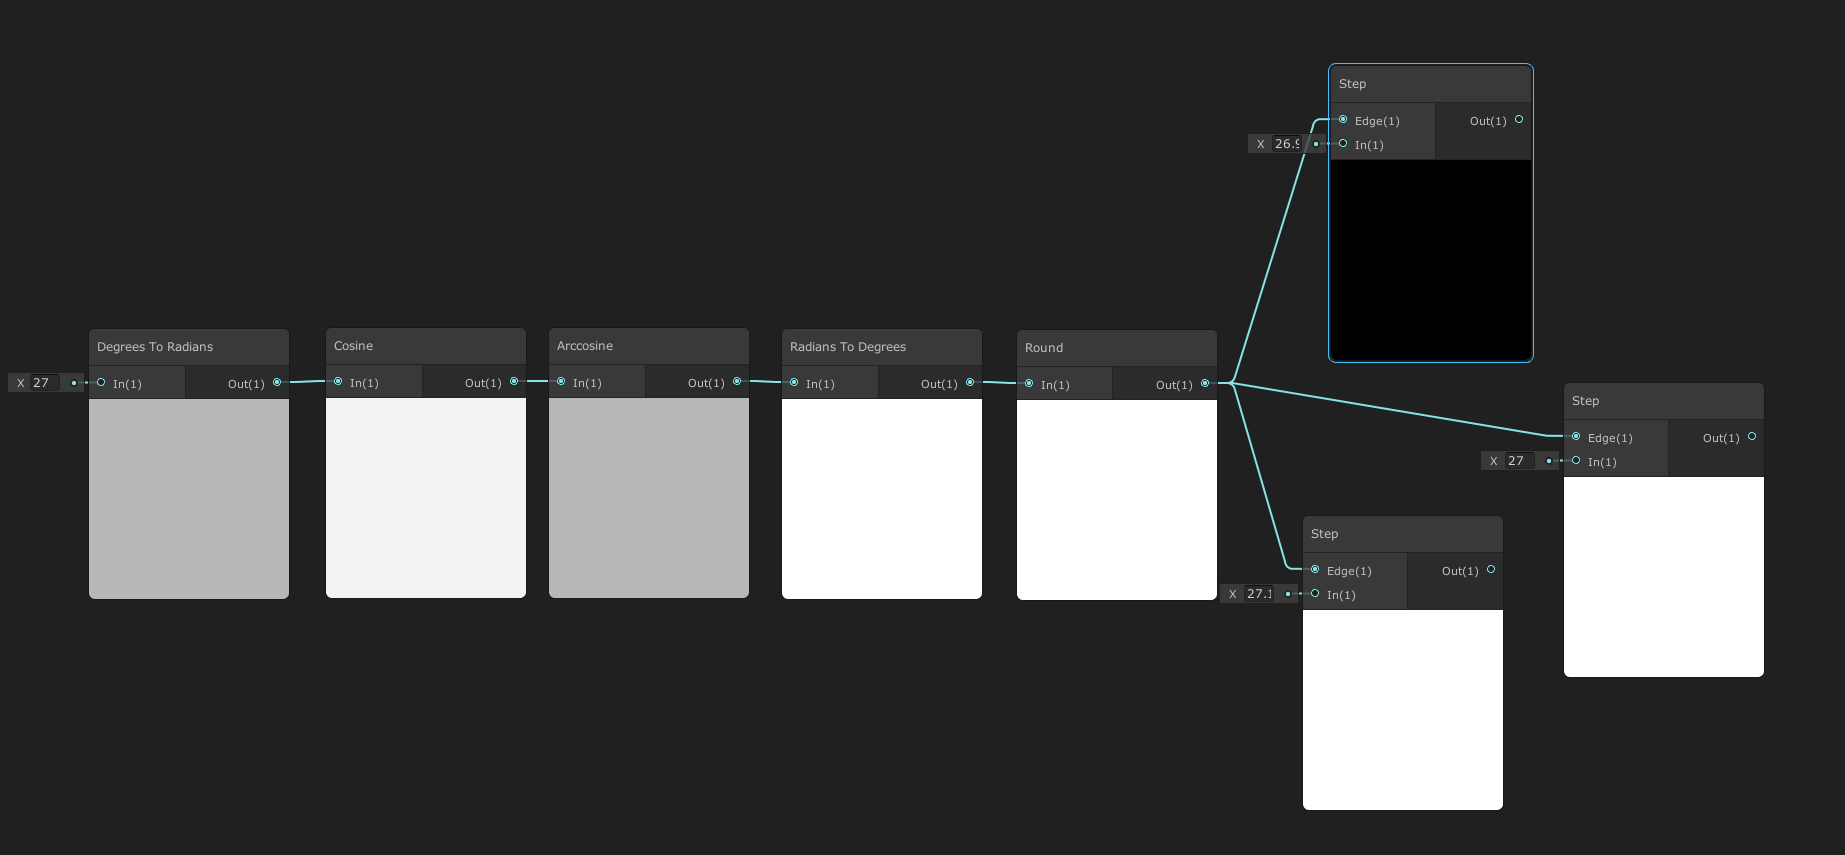 Degrees To Radians
X 27
In(1)
Out(1)
Cosine
In(1)
Out(1)
Arccosine
In(1)
Out(1)
Radians To Degrees
In(1)
Out(1)
Round
In(1)
Out(1)
Step
Edge(1)
Out(1)
X 26.9
In(1)
Step
Edge(1)
Out(1)
X 27
In(1)
Step
Edge(1)
Out(1)
X 27.1
In(1)